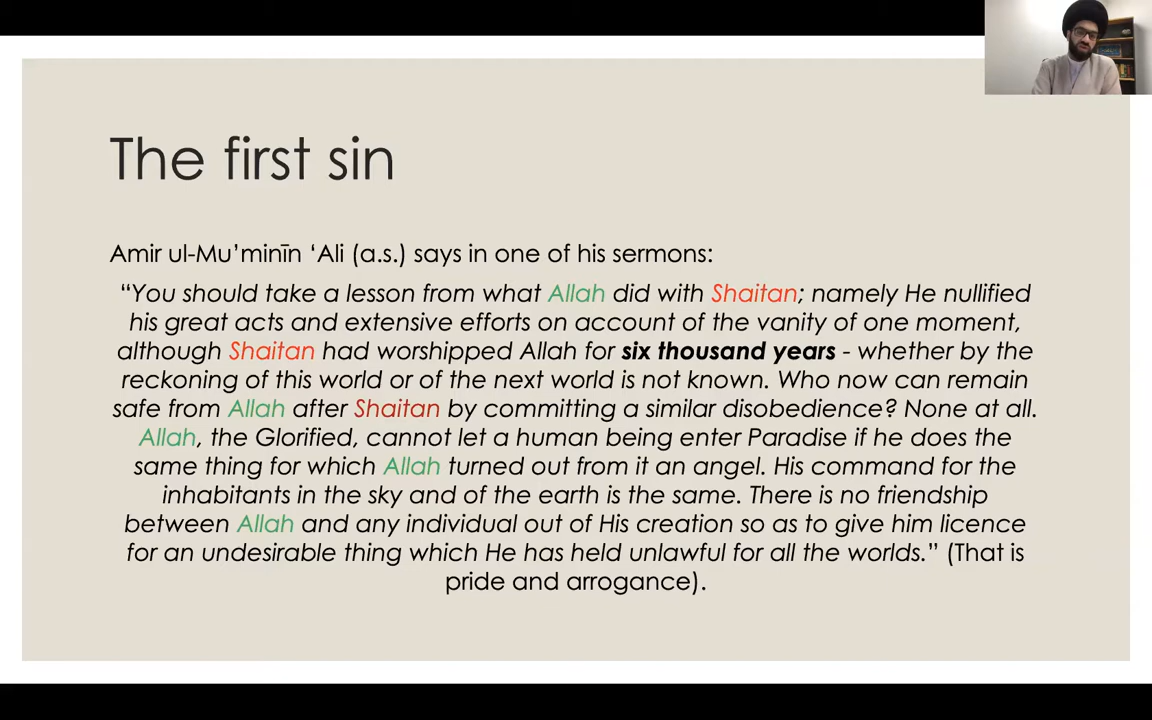 The first sin
Amir ul-Mu’minīn ‘Ali (a.s.) says in one of his sermons:
“You should take a lesson from what Allah did with Shaitan; namely He nullified
his great acts and extensive efforts on account of the vanity of one moment,
although Shaitan had worshipped Allah for six thousand years - whether by the
reckoning of this world or of the next world is not known. Who now can remain
safe from Allah after Shaitan by committing a similar disobedience? None at all.
Allah, the Glorified, cannot let a human being enter Paradise if he does the
same thing for which Allah turned out from it an angel. His command for the
inhabitants in the sky and of the earth is the same. There is no friendship
between Allah and any individual out of His creation so as to give him licence
for an undesirable thing which He has held unlawful for all the worlds.” (That is
pride and arrogance).